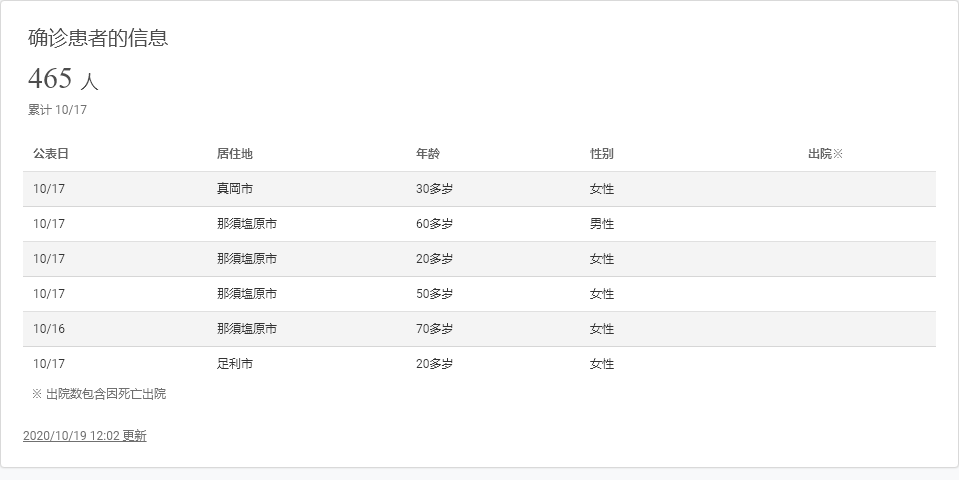 确诊患者的信息
465 人
累计 10/17
公表日 居住地 年龄 性别 出院※
10/17 真岡市 30多岁 女性
10/17 那須塩原市 60多岁 男性
10/17 那須塩原市 20多岁 女性
10/17 那須塩原市 50多岁 女性
10/16 那須塩原市 70多岁 女性
10/17 足利市 20多岁 女性
※ 出院数包含因死亡出院
2020/10/19 12:02 更新